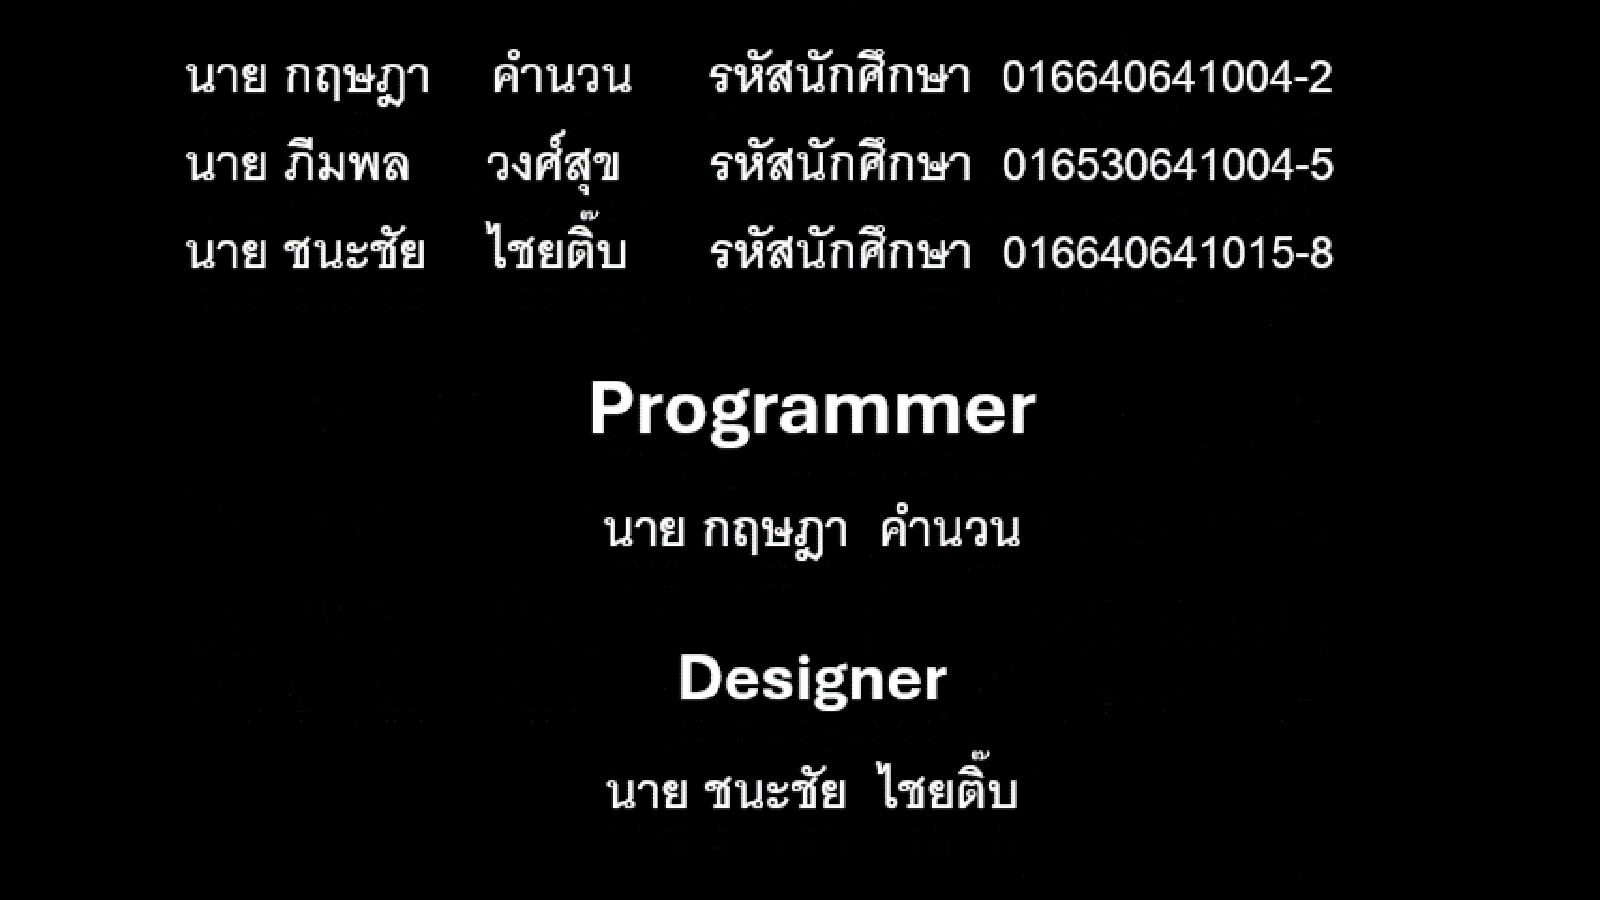 นาย กฤษฎา คำนวน รหัสนักศึกษา 016640641004-2
นาย ภีมพล วงศ์สุข รหัสนักศึกษา 016530641004-5
นาย ชนะชัย ไชยติ๊บ รหัสนักศึกษา 016640641015-8
Programmer
นาย กฤษฎา คำนวน
Designer
นาย ชนะชัย ไชยติ๊บ